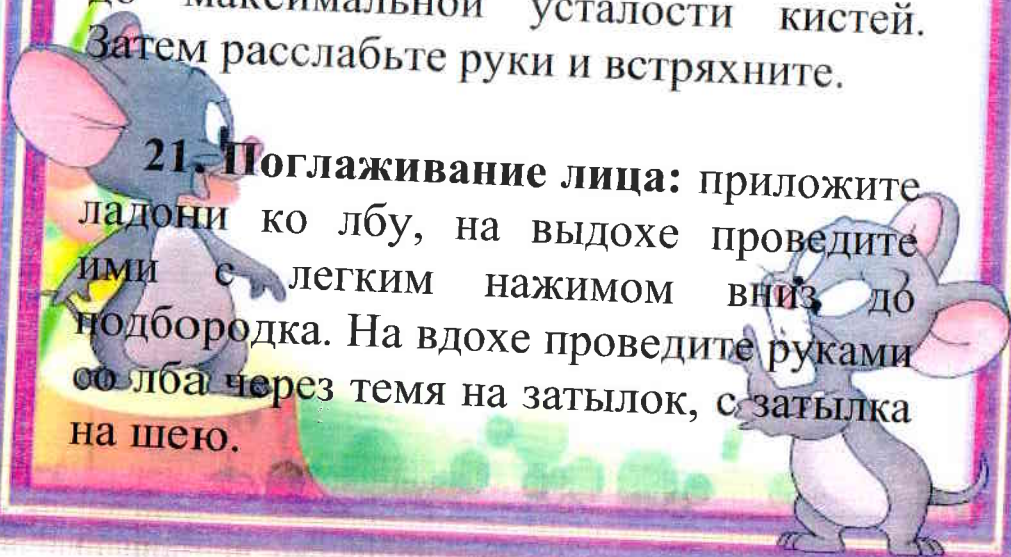 до максимальной усталости кистей.
Затем расслабьте руки и встряхните.
21. Поглаживание лица: приложите
ладони ко лбу, на выдохе проведите
ими с легким нажимом вниз до
подбородка. На вдохе проведите руками
со лба через темя на затылок, с затылка
на шею.